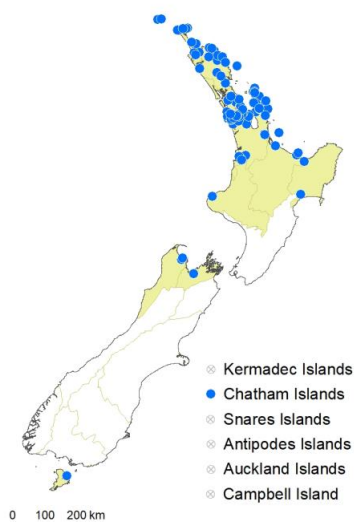 Kermadec Islands
Chatham Islands
Snares Islands
Antipodes Islands
Auckland Islands
Campbell Island
0 100 200 km